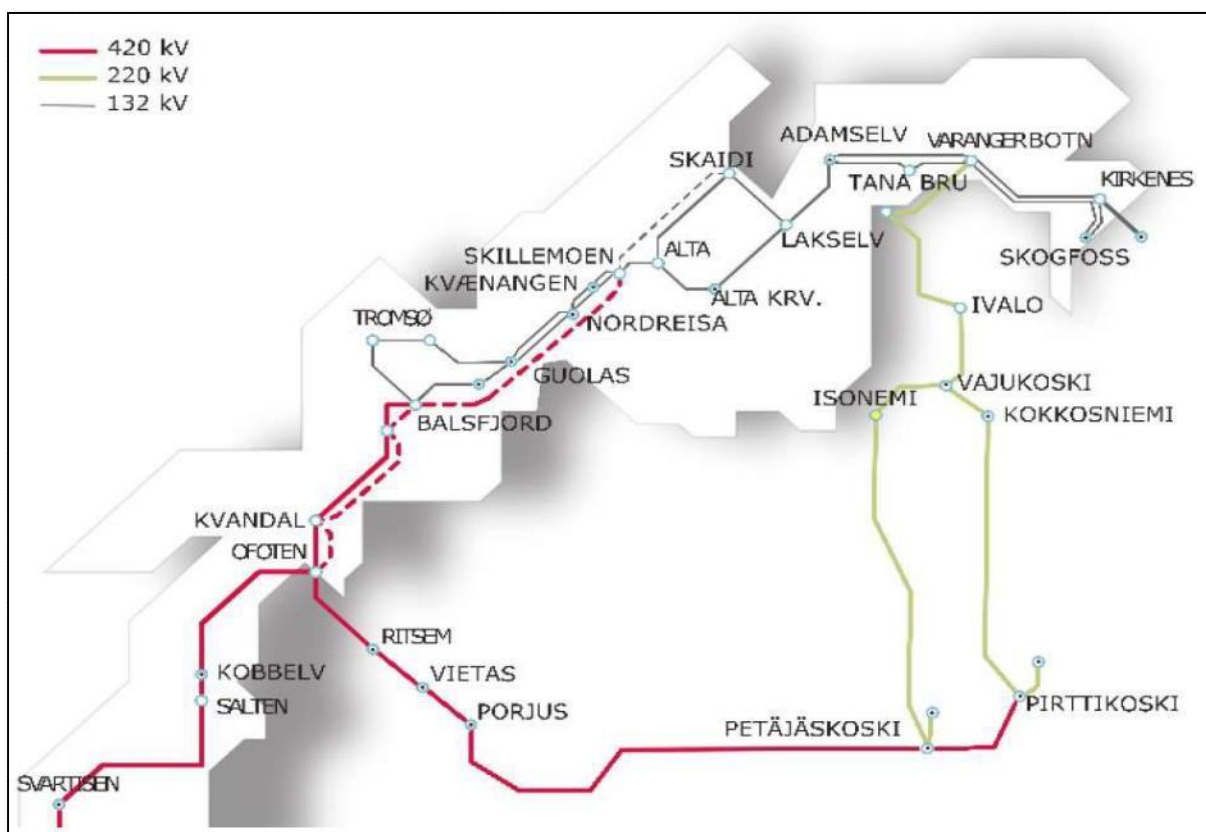 420 kV
220 kV
132 kV
ADAMSELV
VARANGERBOTN
SKAIDI
TANA BRU
KIRKENES
LAKSELV
SKOGFOSS
ALTA
SKILLEMOEN
KVÆNANGEN
ALTA KRV.
IVALO
TROMSØ
NORDREISA
GUOLAS
VAJUKOSKI
ISONEMI
KOKKOSNIEMI
BALSFJORD
KVANDAL
OFOTEN
RITSEM
KOBBELV
VIETAS
SALTEN
PORJUS
PETÄJÄSKOSKI
PIRTTIKOSKI
SVARTISEN